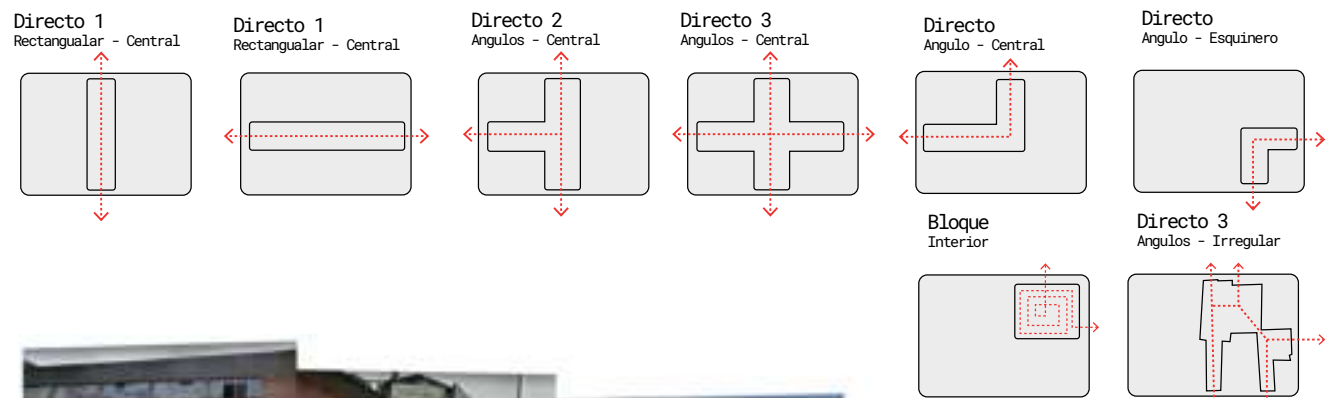 Directo 1
Rectangualar - Central
Directo 1
Rectangualar - Central
Directo 2
Angulos - Central
Directo 3
Angulos - Central
Directo
Angulo - Central
Directo
Angulo - Esquinero
Bloque
Interior
Directo 3
Angulos - Irregular